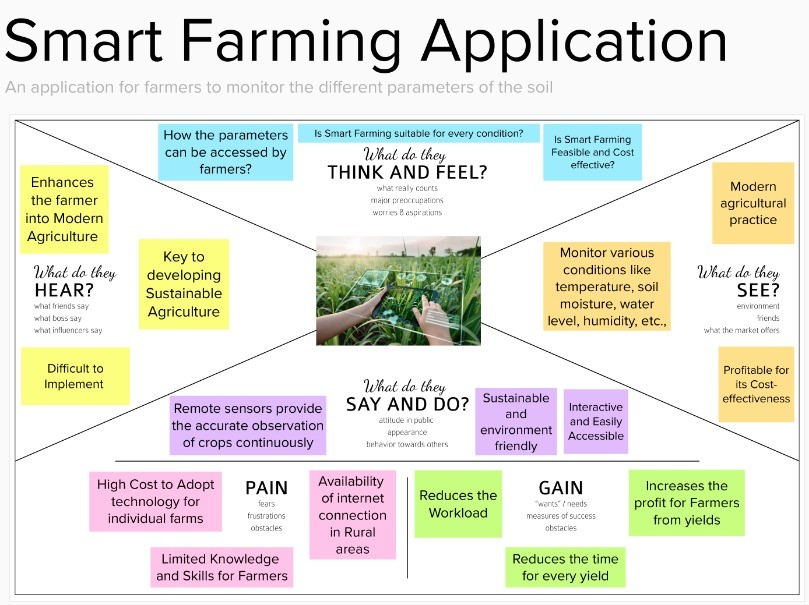 Smart Farming Application
An application for farmers to monitor the different parameters of the soil
How the parameters
can be accessed by
farmers?
Is Smart Farming suitable for every condition?
Is Smart Farming
Feasible and Cost
effective?
What do they
THINK AND FEEL?
what really counts
major preoccupations
worries & aspirations
Enhances
the farmer
into Modern
Agriculture
Key to
developing
Sustainable
Agriculture
What do they
HEAR?
what friends say
what boss say
what influencers say
Difficult to
Implement
Modern
agricultural
practice
Monitor various
conditions like
temperature, soil
moisture, water
level, humidity, etc.,
What do they
SEE?
environment
friends
what the market offers
Profitable for
its Cost-
effectiveness
Remote sensors provide
the accurate observation
of crops continuously
What do they
SAY AND DO?
attitude in public
appearance
behavior towards others
Sustainable
and
environment
friendly
Interactive
and Easily
Accessible
High Cost to Adopt
technology for
individual farms
PAIN
fears
frustrations
obstacles
Availability
of internet
connection
in Rural
areas
Limited Knowledge
and Skills for Farmers
Reduces the
Workload
GAIN
"wants" / needs
measures of success
obstacles
Increases the
profit for Farmers
from yields
Reduces the time
for every yield